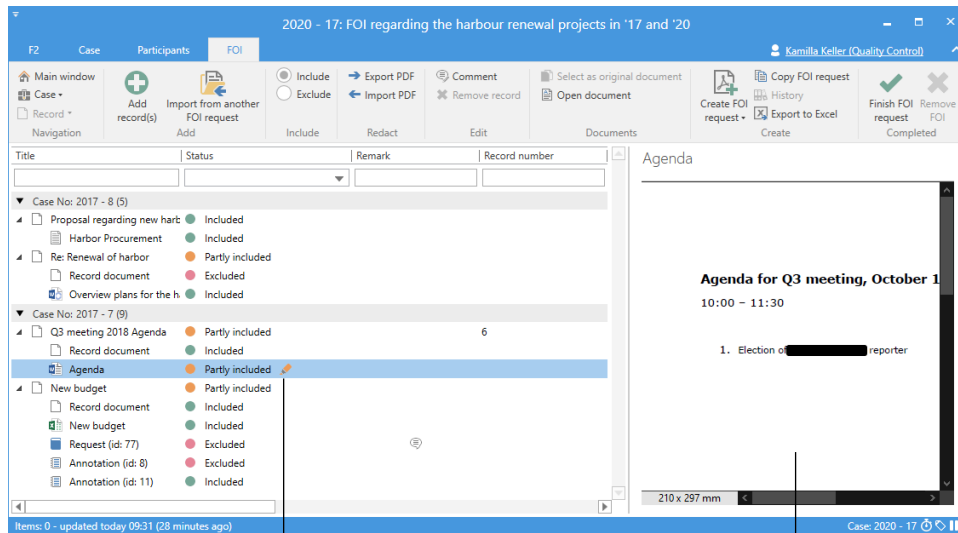 2020 - 17: FOI regarding the harbour renewal projects in '17 and '20
F2 Case Participants FOI Kamilla Keller (Quality Control)
Main window
Case
Record
Navigation
Add record(s)
Import from another FOI request
Add
Include
Exclude
Include
Export PDF
Import PDF
Redact
Comment
Remove record
Edit
Select as original document
Open document
Documents
Create FOI request
Copy FOI request
History
Export to Excel
Create
Finish FOI request
Remove FOI
Completed
Title Status Remark Record number
Case No: 2017 - 8 (5)
Proposal regarding new harb Included
Harbor Procurement Included
Re: Renewal of harbor Partly included
Record document Excluded
Overview plans for the h Included
Case No: 2017 - 7 (9)
Q3 meeting 2018 Agenda Partly included 6
Record document Included
Agenda Partly included
New budget Partly included
Record document Included
New budget Included
Request (id: 77) Excluded
Annotation (id: 8) Excluded
Annotation (id: 11) Included
Agenda
Agenda for Q3 meeting, October 1
10:00 – 11:30
1. Election of reporter
210 x 297 mm
Items: 0 - updated today 09:31 (28 minutes ago) Case: 2020 - 17